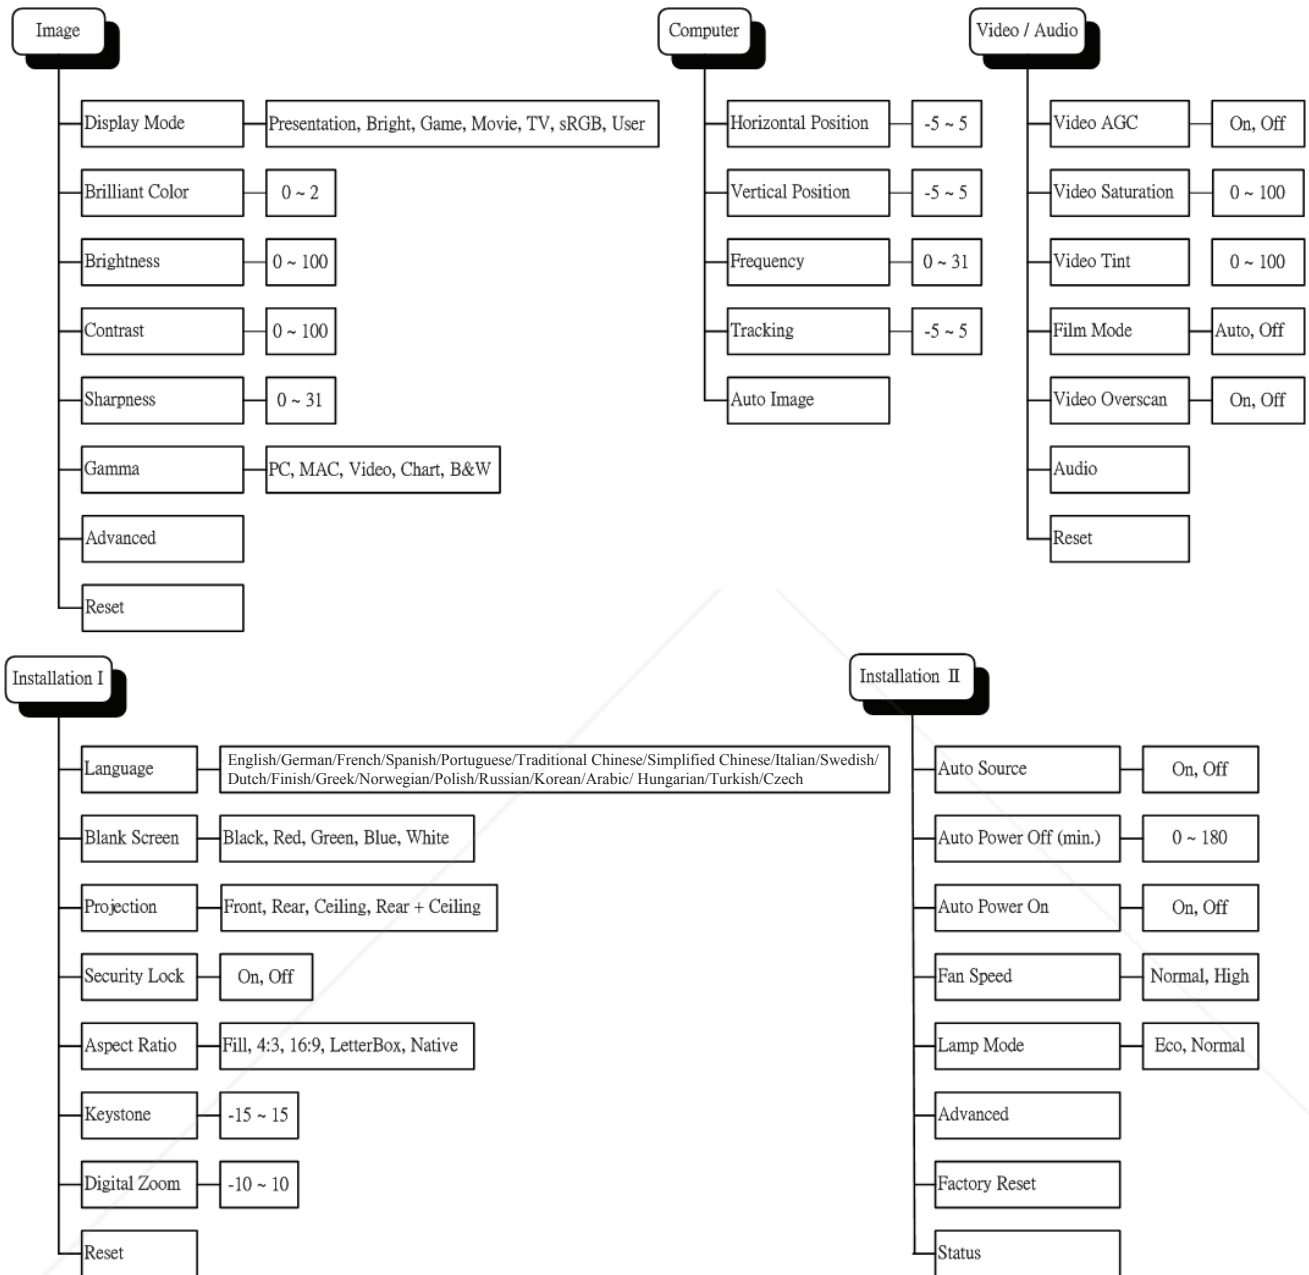 Image
Display Mode
Presentation, Bright, Game, Movie, TV, sRGB, User
Brilliant Color
0 ~ 2
Brightness
0 ~ 100
Contrast
0 ~ 100
Sharpness
0 ~ 31
Gamma
PC, MAC, Video, Chart, B&W
Advanced
Reset
Computer
Horizontal Position
-5 ~ 5
Vertical Position
-5 ~ 5
Frequency
0 ~ 31
Tracking
-5 ~ 5
Auto Image
Video / Audio
Video AGC
On, Off
Video Saturation
0 ~ 100
Video Tint
0 ~ 100
Film Mode
Auto, Off
Video Overscan
On, Off
Audio
Reset
Installation I
Language
English/German/French/Spanish/Portuguese/Traditional Chinese/Simplified Chinese/Italian/Swedish/
Dutch/Finish/Greek/Norwegian/Polish/Russian/Korean/Arabic/ Hungarian/Turkish/Czech
Blank Screen
Black, Red, Green, Blue, White
Projection
Front, Rear, Ceiling, Rear + Ceiling
Security Lock
On, Off
Aspect Ratio
Fill, 4:3, 16:9, LetterBox, Native
Keystone
-15 ~ 15
Digital Zoom
-10 ~ 10
Reset
Installation II
Auto Source
On, Off
Auto Power Off (min.)
0 ~ 180
Auto Power On
On, Off
Fan Speed
Normal, High
Lamp Mode
Eco, Normal
Advanced
Factory Reset
Status